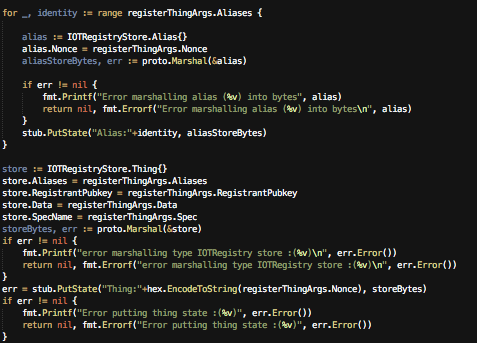 for _, identity := range registerThingArgs.Aliases {
alias := IOTRegistryStore.Alias{}
alias.Nonce = registerThingArgs.Nonce
aliasStoreBytes, err := proto.Marshal(&alias)
if err != nil {
fmt.Printf("Error marshalling alias (%v) into bytes", alias)
return nil, fmt.Errorf("Error marshalling alias (%v) into bytes\n", alias)
}
stub.PutState("Alias:"+identity, aliasStoreBytes)
}
store := IOTRegistryStore.Thing{}
store.Aliases = registerThingArgs.Aliases
store.RegistrantPubkey = registerThingArgs.RegistrantPubkey
store.Data = registerThingArgs.Data
store.SpecName = registerThingArgs.Spec
storeBytes, err := proto.Marshal(&store)
if err != nil {
fmt.Printf("error marshalling type IOTRegistry store :(%v)\n", err.Error())
return nil, fmt.Errorf("error marshalling type IOTRegistry store :(%v)\n", err.Error())
}
err = stub.PutState("Thing:"+hex.EncodeToString(registerThingArgs.Nonce), storeBytes)
if err != nil {
fmt.Printf("Error putting thing state :(%v)", err.Error())
return nil, fmt.Errorf("Error putting thing state :(%v)", err.Error())
}